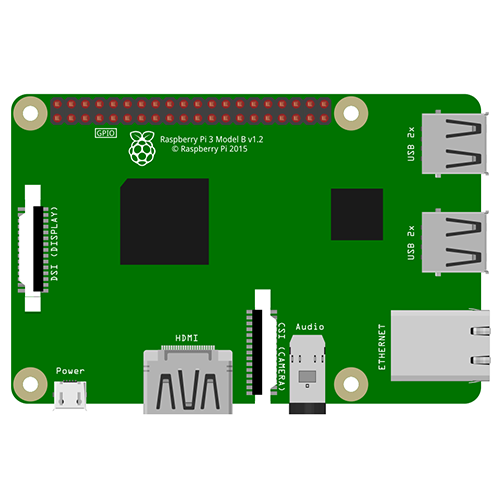 GPIO
Raspberry Pi 3 Model B v1.2
© Raspberry Pi 2015
USB 2x
DSI (DISPLAY)
USB 2x
HDMI
CSI (CAMERA)
Audio
ETHERNET
Power